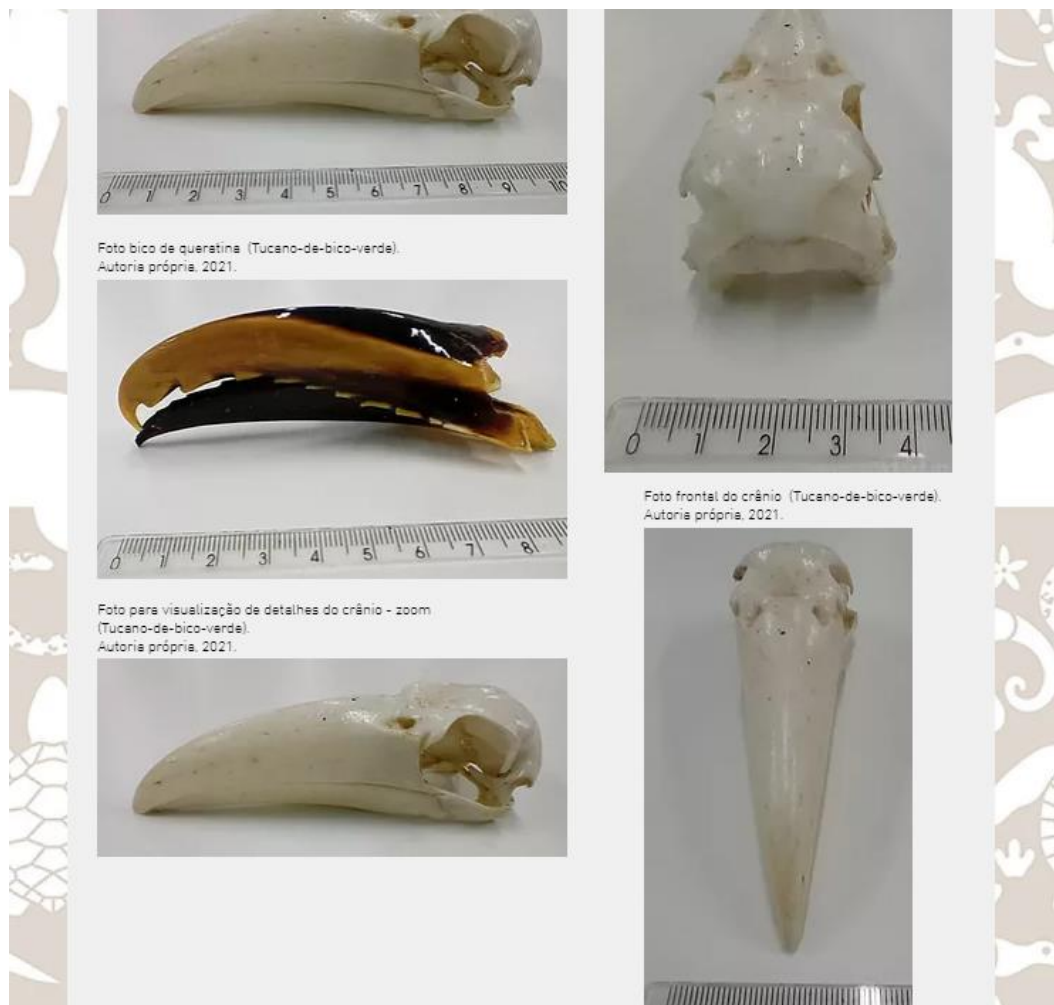 0 1 2 3 4 5 6 7 8 9 10
Foto bico de queratina (Tucano-de-bico-verde).
Autoria própria, 2021.
0 1 2 3 4 5 6 7 8
Foto para visualização de detalhes do crânio - zoom
(Tucano-de-bico-verde).
Autoria própria, 2021.
0 1 2 3 4
Foto frontal do crânio (Tucano-de-bico-verde).
Autoria própria, 2021.